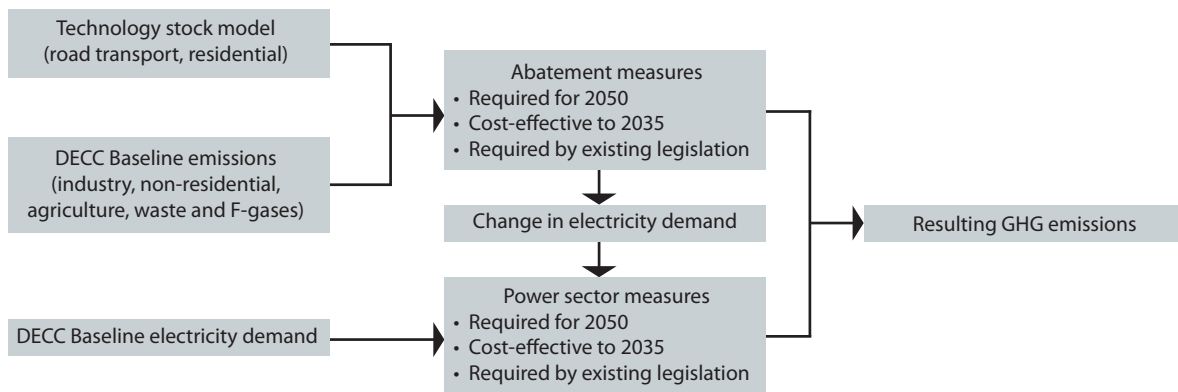 Technology stock model
(road transport, residential)
DECC Baseline emissions
(industry, non-residential,
agriculture, waste and F-gases)
DECC Baseline electricity demand
Abatement measures
• Required for 2050
• Cost-effective to 2035
• Required by existing legislation
Change in electricity demand
Power sector measures
• Required for 2050
• Cost-effective to 2035
• Required by existing legislation
Resulting GHG emissions